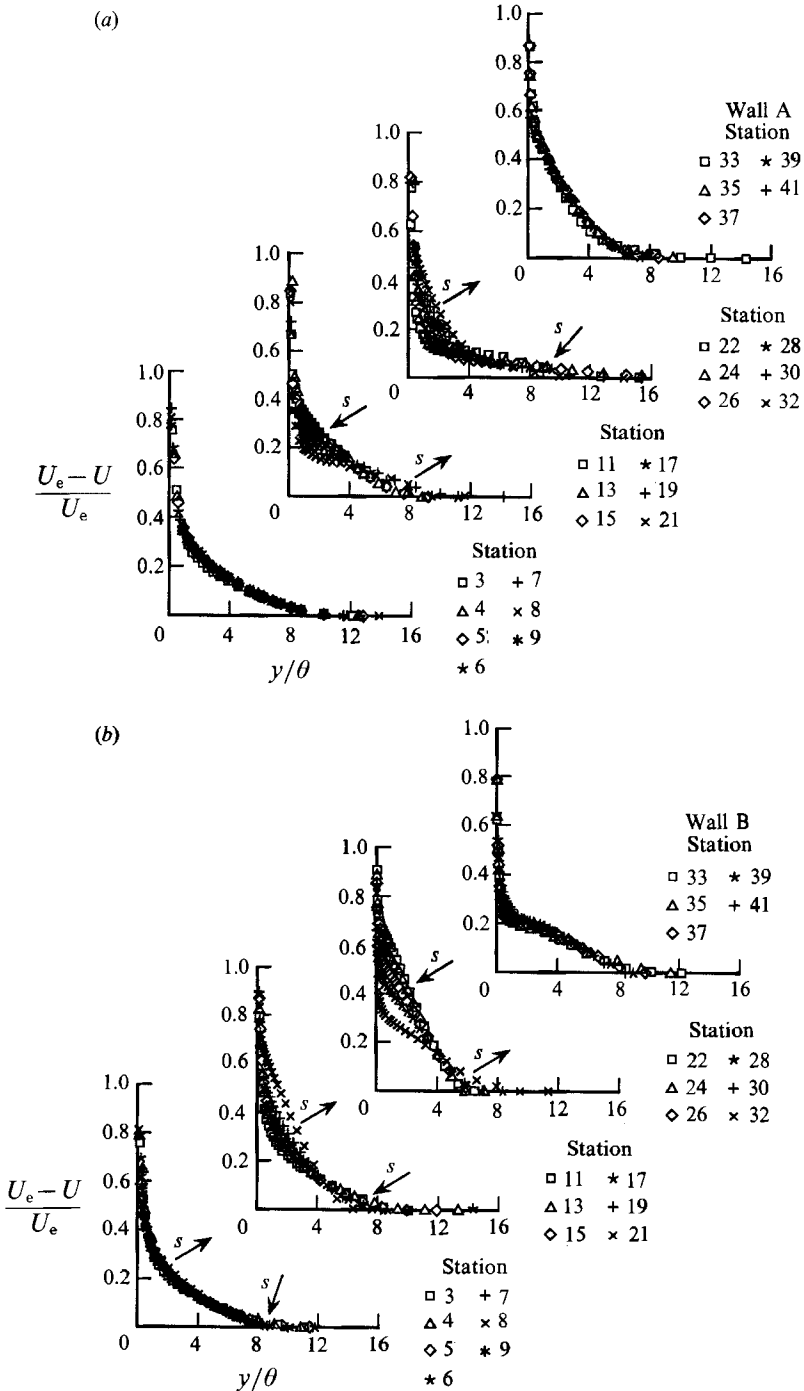 (a)
1.0
0.8
0.6
0.4
0.2
0 4 8 12 16
Wall A
Station
□ 33 ★ 39
△ 35 + 41
◇ 37
1.0
0.8
0.6
0.4
0.2
0 4 8 12 16
s
s
Station
□ 22 ★ 28
△ 24 + 30
◇ 26 × 32
1.0
0.8
0.6
0.4
0.2
0 4 8 12 16
s
s
Station
□ 11 ★ 17
△ 13 + 19
◇ 15 × 21
1.0
0.8
0.6
0.4
0.2
0 4 8 12 16
U_e − U
U_e
y/θ
Station
□ 3 + 7
△ 4 × 8
◇ 5 ✱ 9
★ 6
(b)
1.0
0.8
0.6
0.4
0.2
0 4 8 12 16
Wall B
Station
□ 33 ★ 39
△ 35 + 41
◇ 37
1.0
0.8
0.6
0.4
0.2
0 4 8 12 16
s
s
Station
□ 22 ★ 28
△ 24 + 30
◇ 26 × 32
1.0
0.8
0.6
0.4
0.2
0 4 8 12 16
s
s
Station
□ 11 ★ 17
△ 13 + 19
◇ 15 × 21
1.0
0.8
0.6
0.4
0.2
0 4 8 12 16
s
s
U_e − U
U_e
y/θ
Station
□ 3 + 7
△ 4 × 8
◇ 5 ✱ 9
★ 6